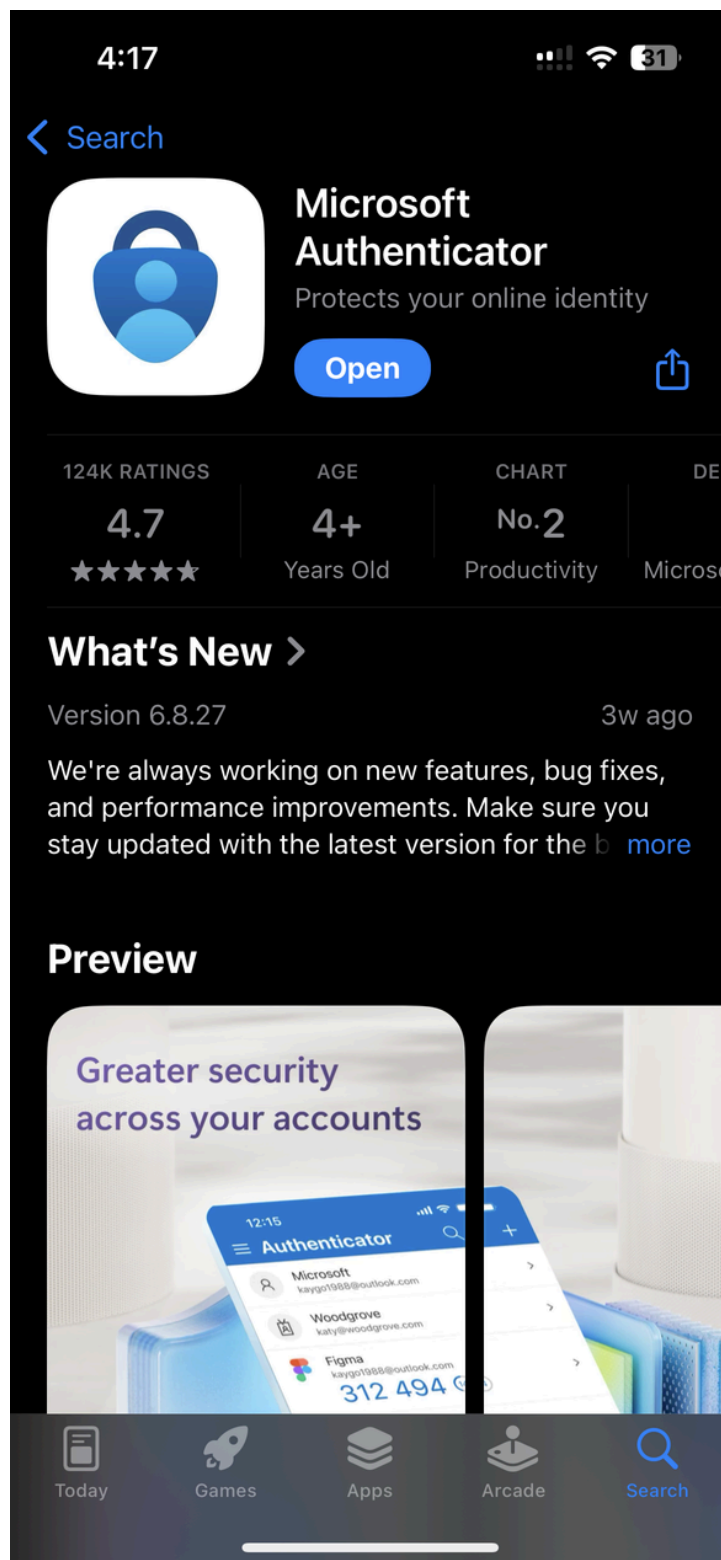 4:17
31
Search
Microsoft
Authenticator
Protects your online identity
Open
124K RATINGS
AGE
CHART
DE
4.7
4+
No.2
Years Old
Productivity
Micros
What's New
Version 6.8.27
3w ago
We're always working on new features, bug fixes,
and performance improvements. Make sure you
stay updated with the latest version for the b more
Preview
Greater security
across your accounts
12:15
Authenticator
Microsoft
kaygo1988@outlook.com
Woodgrove
katy@woodgrove.com
Figma
kaygo1988@outlook.com
312 494
Today
Games
Apps
Arcade
Search